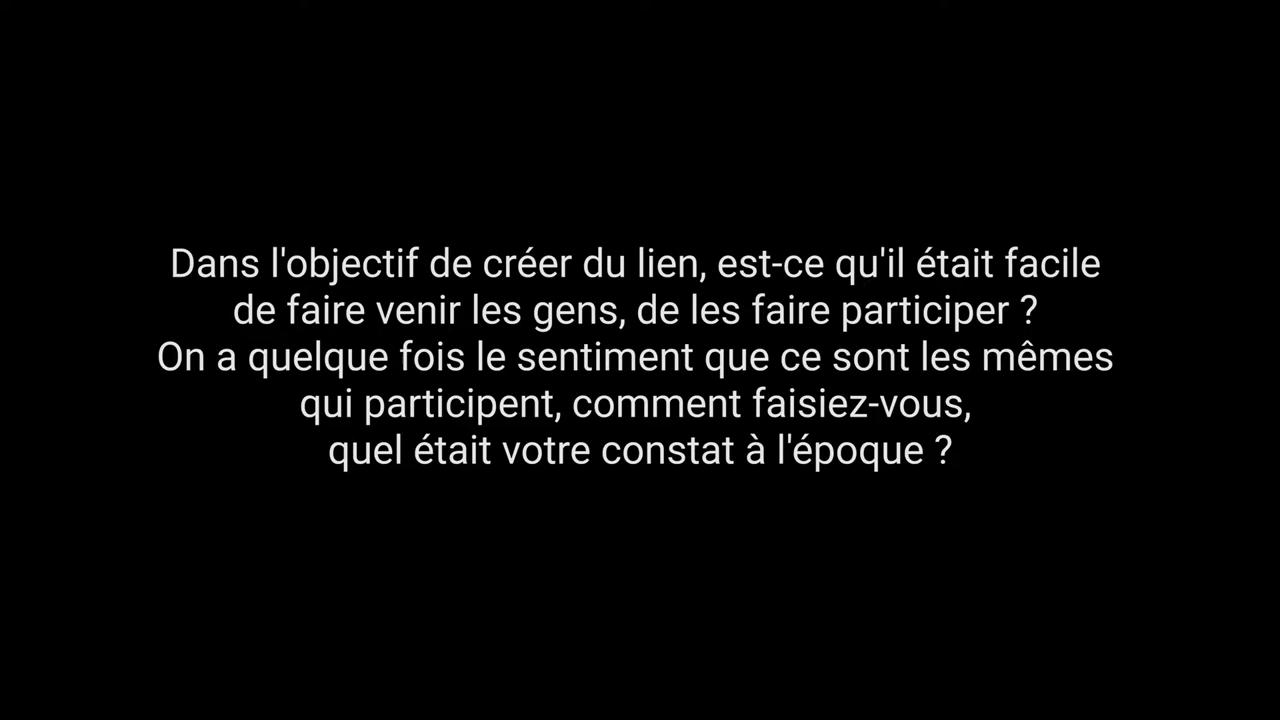 Dans l'objectif de créer du lien, est-ce qu'il était facile
de faire venir les gens, de les faire participer ?
On a quelque fois le sentiment que ce sont les mêmes
qui participent, comment faisiez-vous,
quel était votre constat à l'époque ?